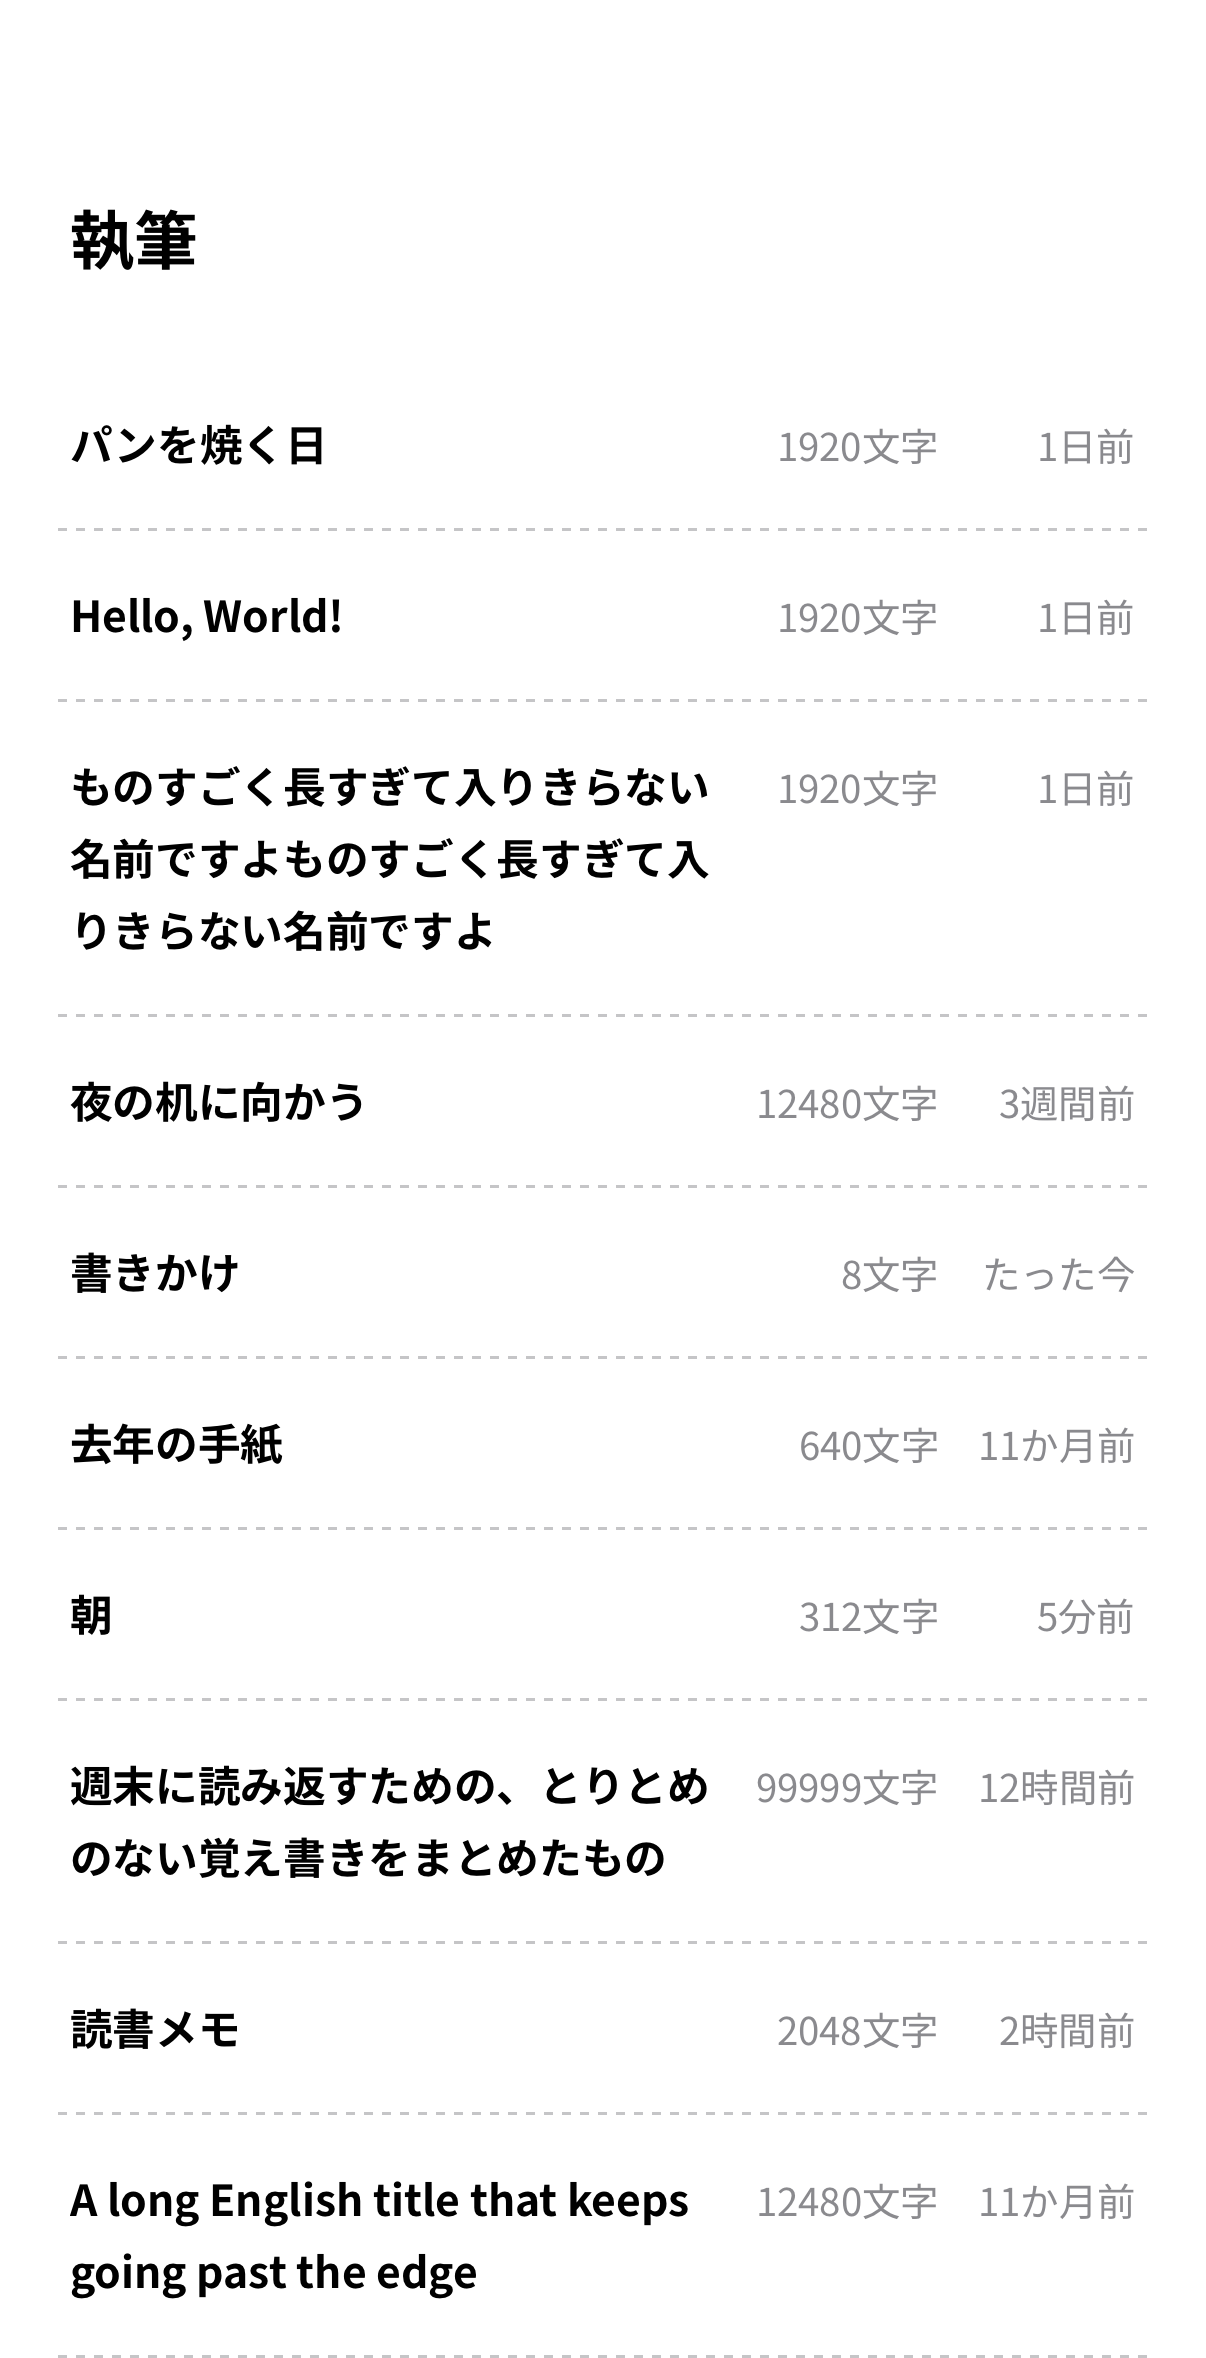 執筆
パンを焼く日 1920文字 1日前
Hello, World! 1920文字 1日前
ものすごく長すぎて入りきらない 1920文字 1日前
名前ですよものすごく長すぎて入
りきらない名前ですよ
夜の机に向かう 12480文字 3週間前
書きかけ 8文字 たった今
去年の手紙 640文字 11か月前
朝 312文字 5分前
週末に読み返すための、とりとめ 99999文字 12時間前
のない覚え書きをまとめたもの
読書メモ 2048文字 2時間前
A long English title that keeps 12480文字 11か月前
going past the edge